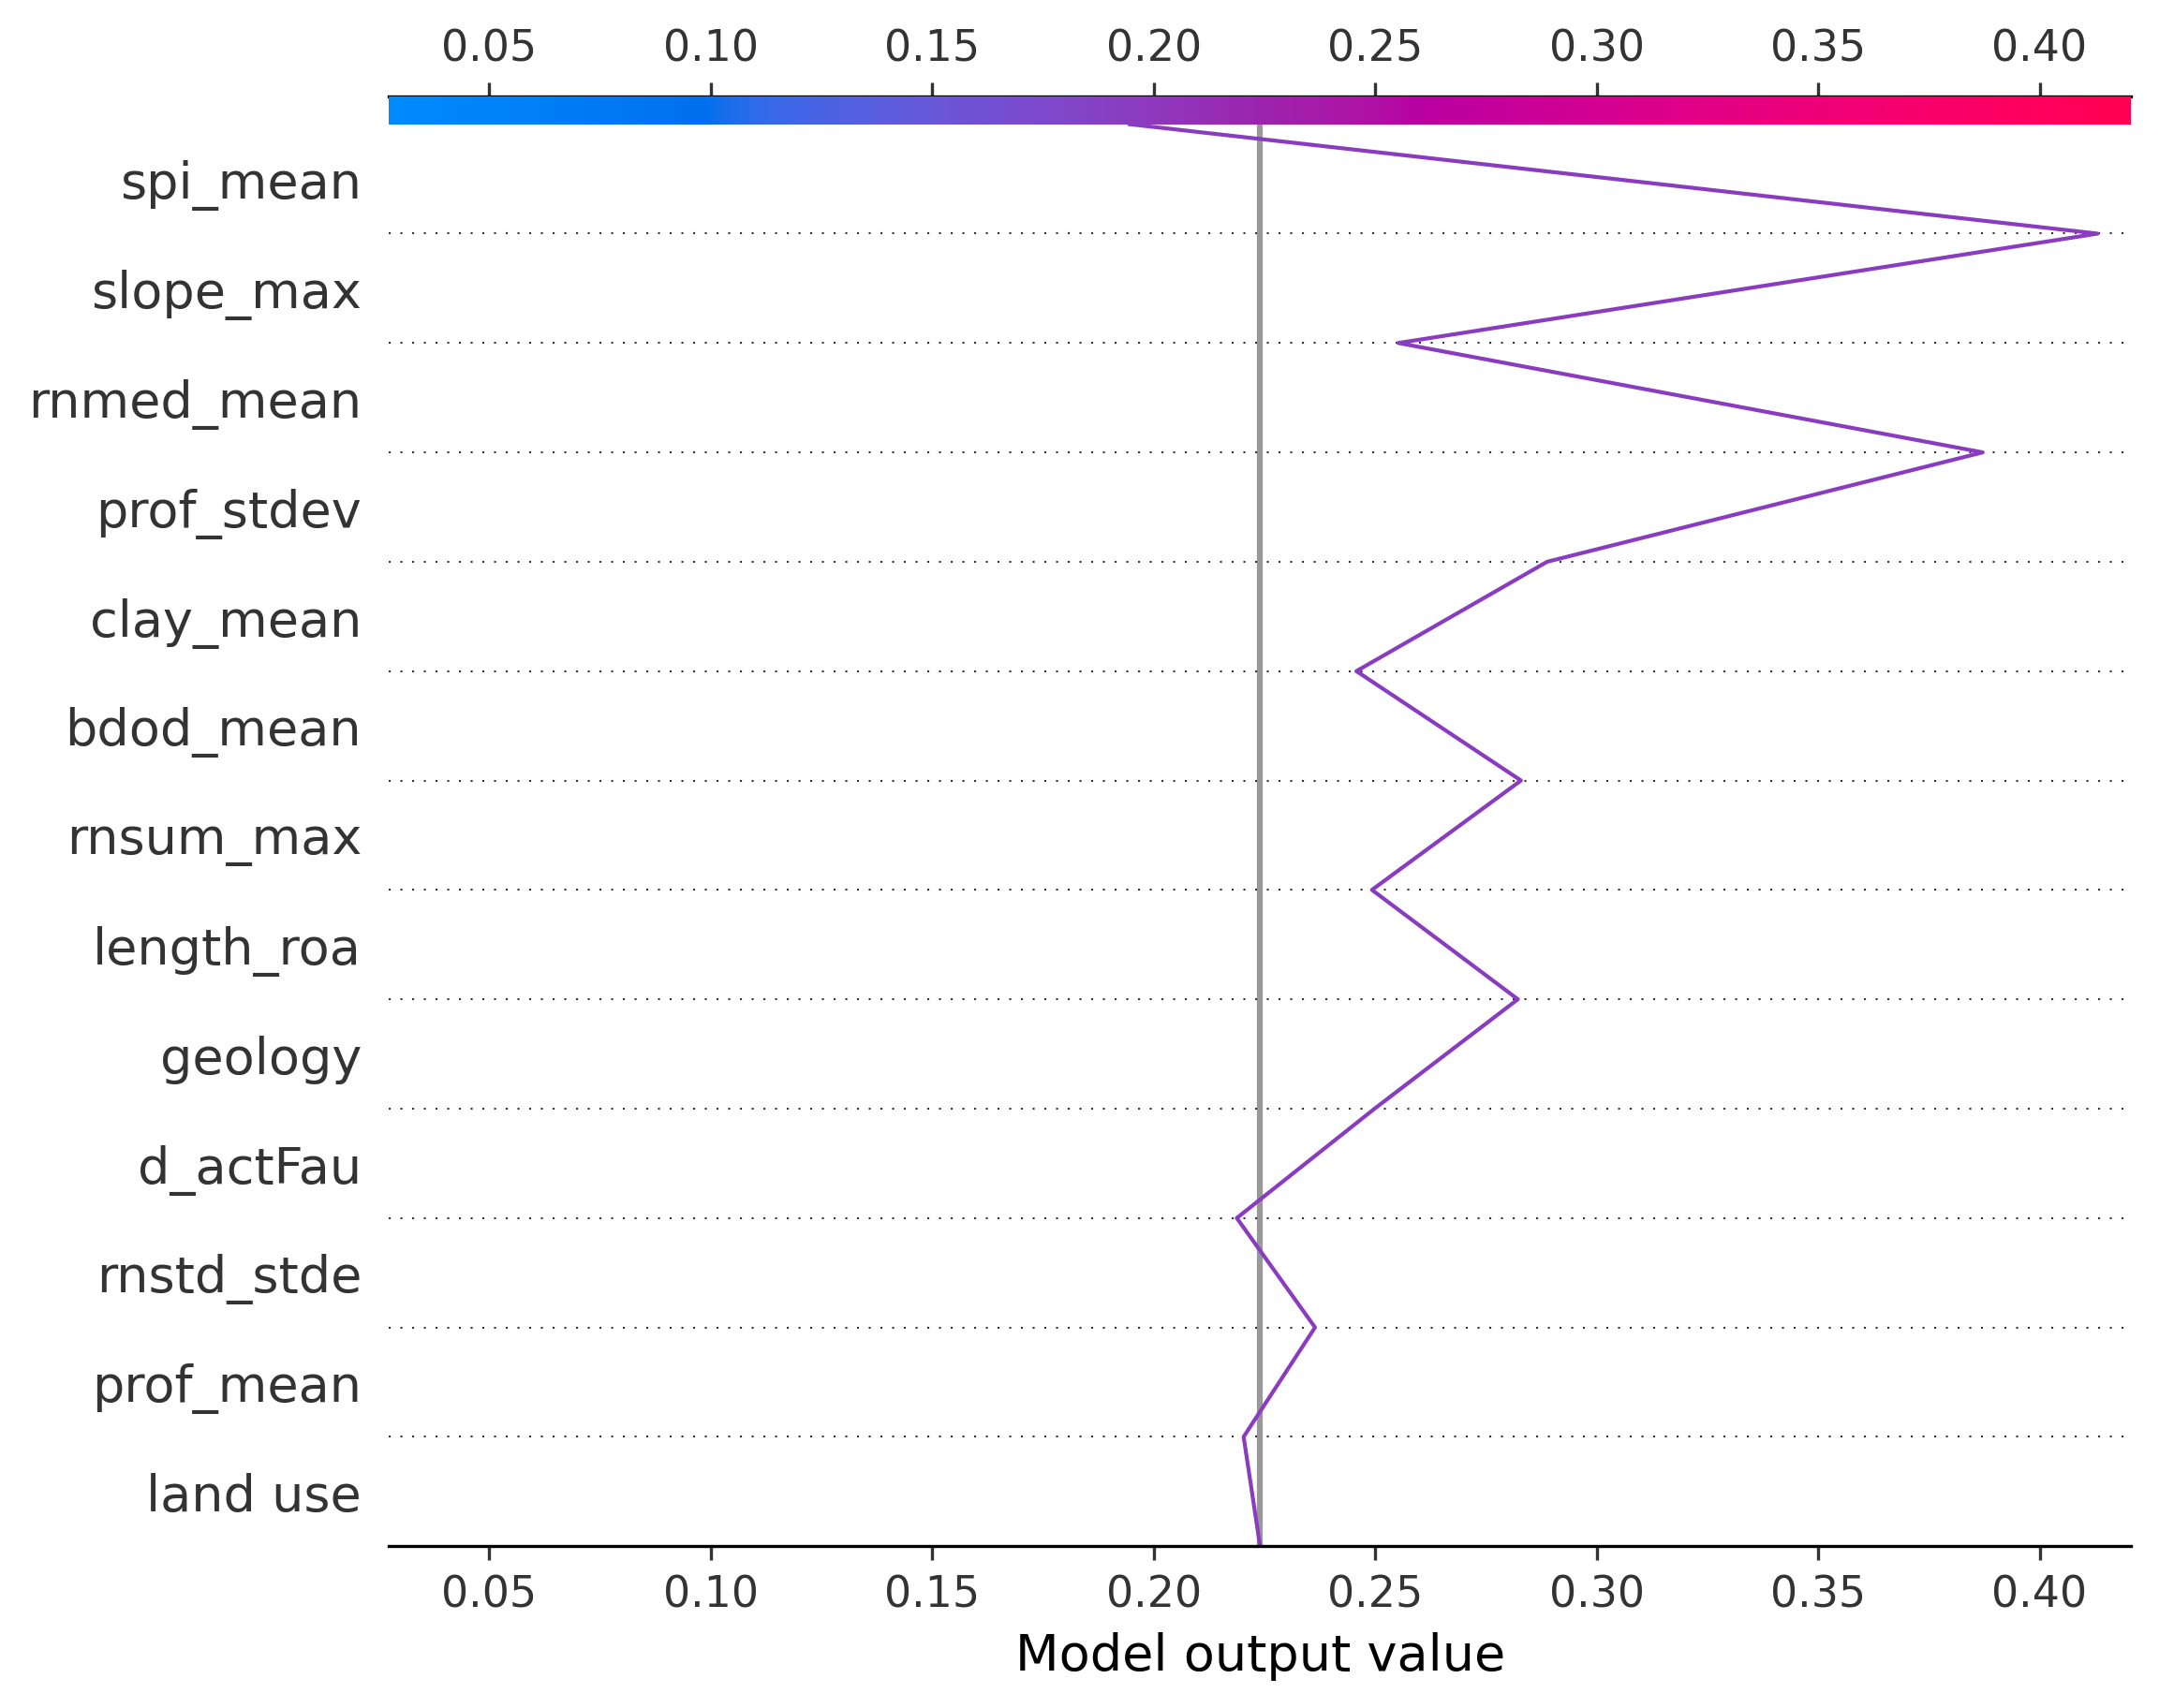 0.05 0.10 0.15 0.20 0.25 0.30 0.35 0.40
spi_mean
slope_max
rnmed_mean
prof_stdev
clay_mean
bdod_mean
rnsum_max
length_roa
geology
d_actFau
rnstd_stde
prof_mean
land use
0.05 0.10 0.15 0.20 0.25 0.30 0.35 0.40
Model output value